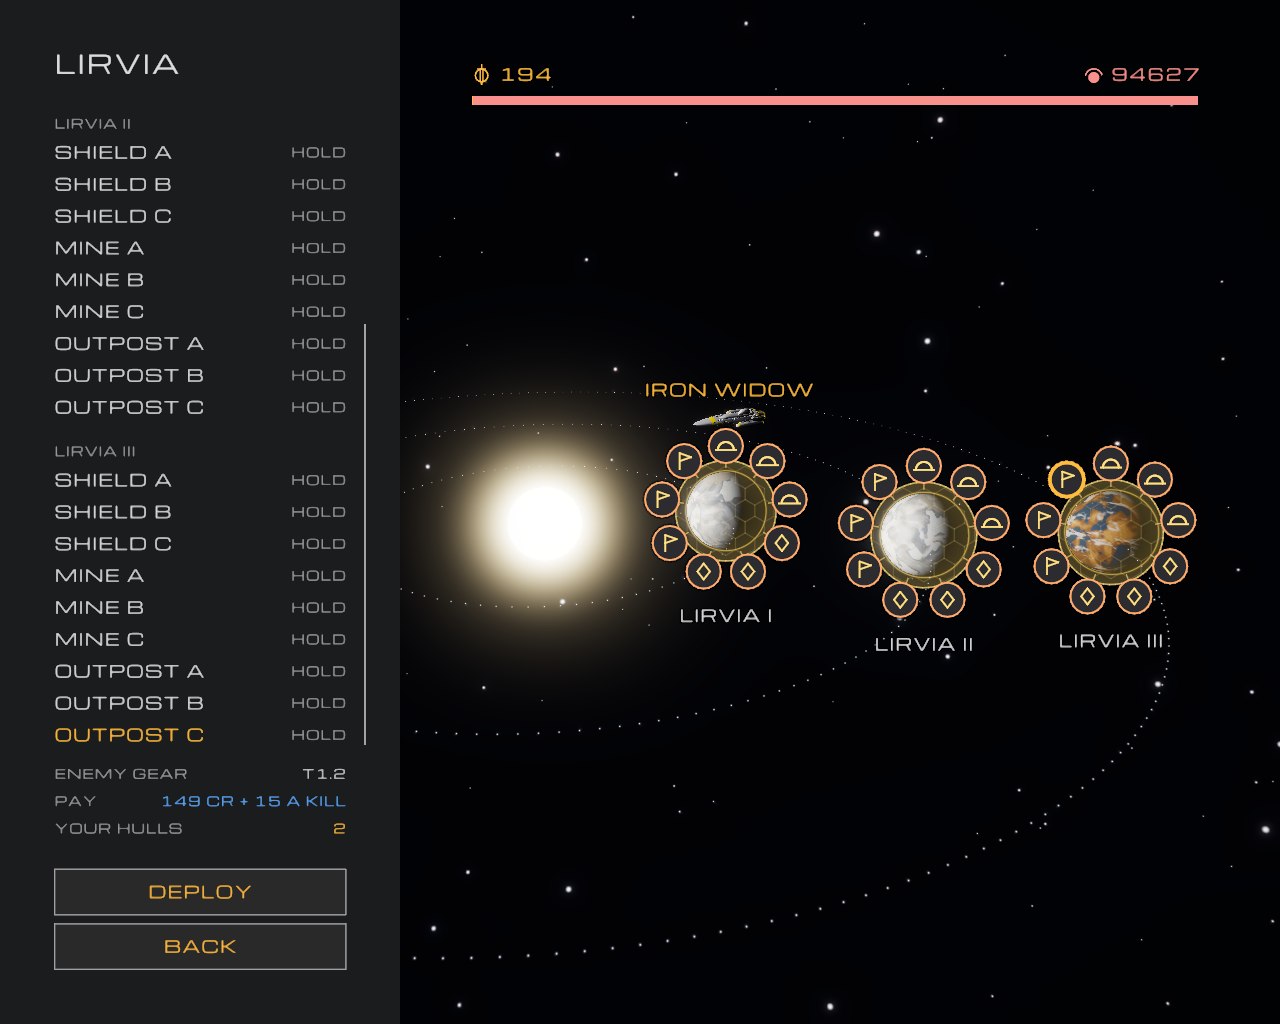 LIRVIA
LIRVIA II
SHIELD A HOLD
SHIELD B HOLD
SHIELD C HOLD
MINE A HOLD
MINE B HOLD
MINE C HOLD
OUTPOST A HOLD
OUTPOST B HOLD
OUTPOST C HOLD
LIRVIA III
SHIELD A HOLD
SHIELD B HOLD
SHIELD C HOLD
MINE A HOLD
MINE B HOLD
MINE C HOLD
OUTPOST A HOLD
OUTPOST B HOLD
OUTPOST C HOLD
ENEMY GEAR T1.2
PAY 149 CR + 15 A KILL
YOUR HULLS 2
DEPLOY
BACK
194
94627
IRON WIDOW
LIRVIA I
LIRVIA II
LIRVIA III